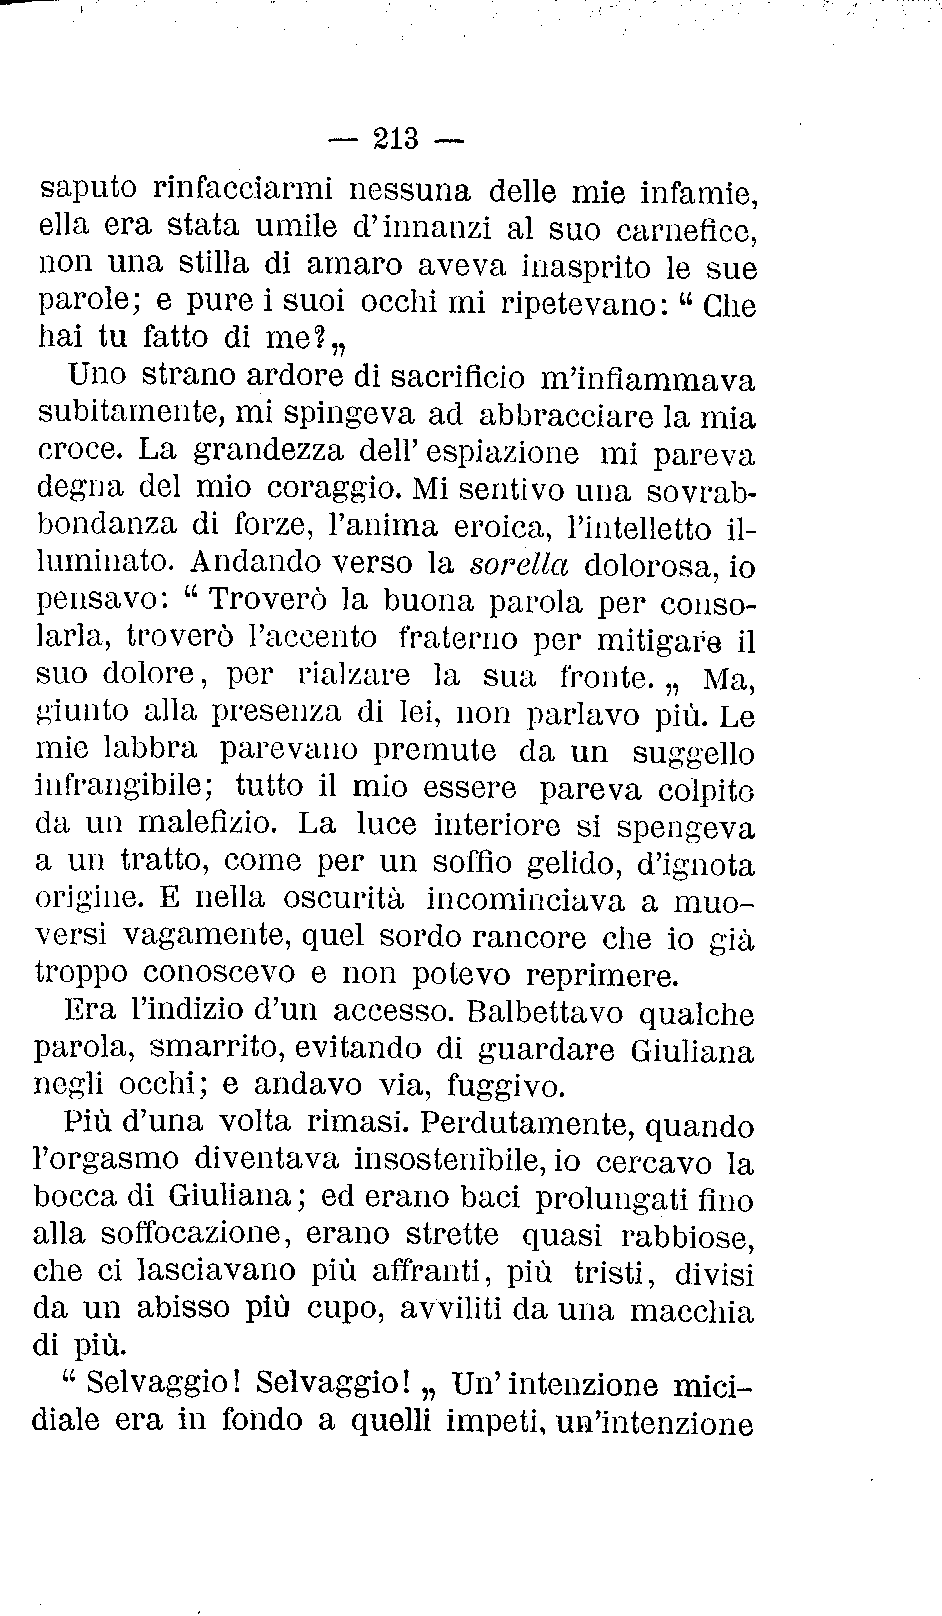 — 213 —
saputo rinfacciarmi nessuna delle mie infamie,
ella era stata umile d'innanzi al suo carnefice,
non una stilla di amaro aveva inasprito le sue
parole; e pure i suoi occhi mi ripetevano: “ Che
hai tu fatto di me?„
Uno strano ardore di sacrificio m'infiammava
subitamente, mi spingeva ad abbracciare la mia
croce. La grandezza dell' espiazione mi pareva
degna del mio coraggio. Mi sentivo una sovrab-
bondanza di forze, l'anima eroica, l'intelletto il-
luminato. Andando verso la sorella dolorosa, io
pensavo: “ Troverò la buona parola per conso-
larla, troverò l'accento fraterno per mitigare il
suo dolore, per rialzare la sua fronte. „ Ma,
giunto alla presenza di lei, non parlavo più. Le
mie labbra parevano premute da un suggello
infrangibile; tutto il mio essere pareva colpito
da un malefizio. La luce interiore si spengeva
a un tratto, come per un soffio gelido, d'ignota
origine. E nella oscurità incominciava a muo-
versi vagamente, quel sordo rancore che io già
troppo conoscevo e non potevo reprimere.
Era l'indizio d'un accesso. Balbettavo qualche
parola, smarrito, evitando di guardare Giuliana
negli occhi; e andavo via, fuggivo.
Più d'una volta rimasi. Perdutamente, quando
l'orgasmo diventava insostenibile, io cercavo la
bocca di Giuliana; ed erano baci prolungati fino
alla soffocazione, erano strette quasi rabbiose,
che ci lasciavano più affranti, più tristi, divisi
da un abisso più cupo, avviliti da una macchia
di più.
“ Selvaggio! Selvaggio! „ Un' intenzione mici-
diale era in fondo a quelli impeti, un'intenzione